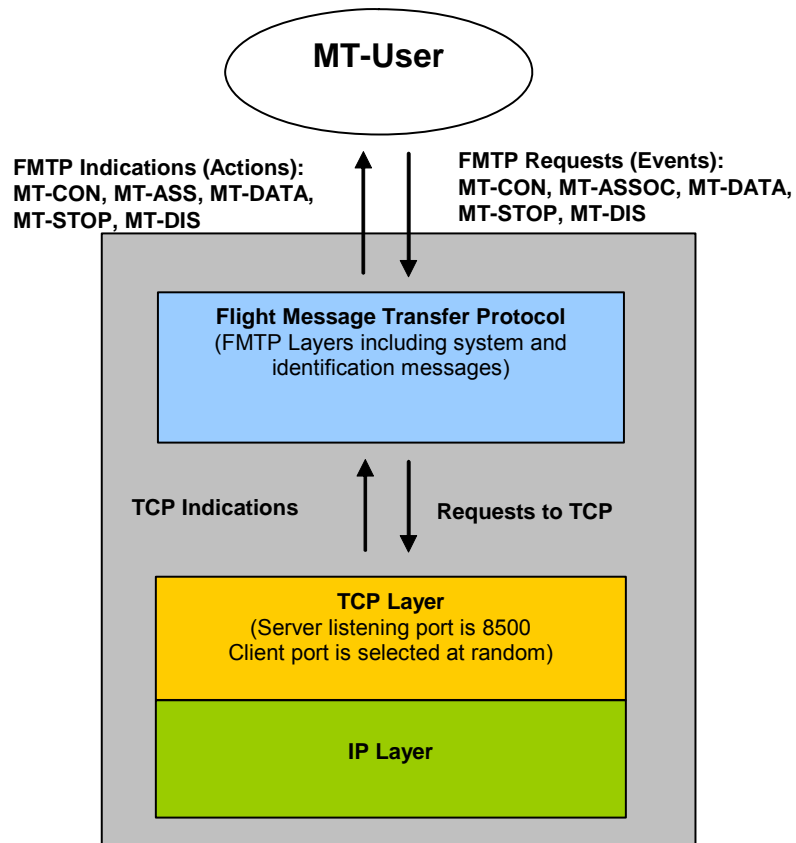 MT-User
FMTP Indications (Actions):
MT-CON, MT-ASS, MT-DATA,
MT-STOP, MT-DIS
FMTP Requests (Events):
MT-CON, MT-ASSOC, MT-DATA,
MT-STOP, MT-DIS
Flight Message Transfer Protocol
(FMTP Layers including system and
identification messages)
TCP Indications
Requests to TCP
TCP Layer
(Server listening port is 8500
Client port is selected at random)
IP Layer